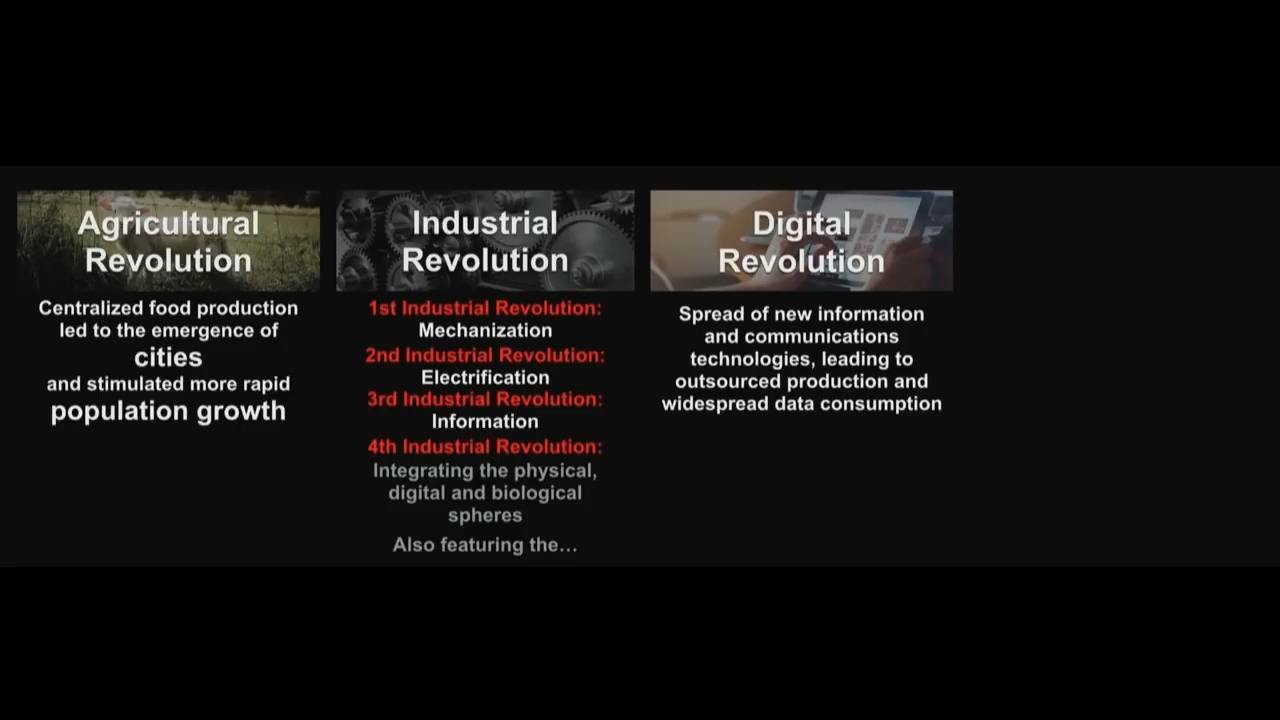 Agricultural
Revolution
Centralized food production
led to the emergence of
cities
and stimulated more rapid
population growth
Industrial
Revolution
1st Industrial Revolution:
Mechanization
2nd Industrial Revolution:
Electrification
3rd Industrial Revolution:
Information
4th Industrial Revolution:
Integrating the physical,
digital and biological
spheres
Also featuring the…
Digital
Revolution
Spread of new information
and communications
technologies, leading to
outsourced production and
widespread data consumption